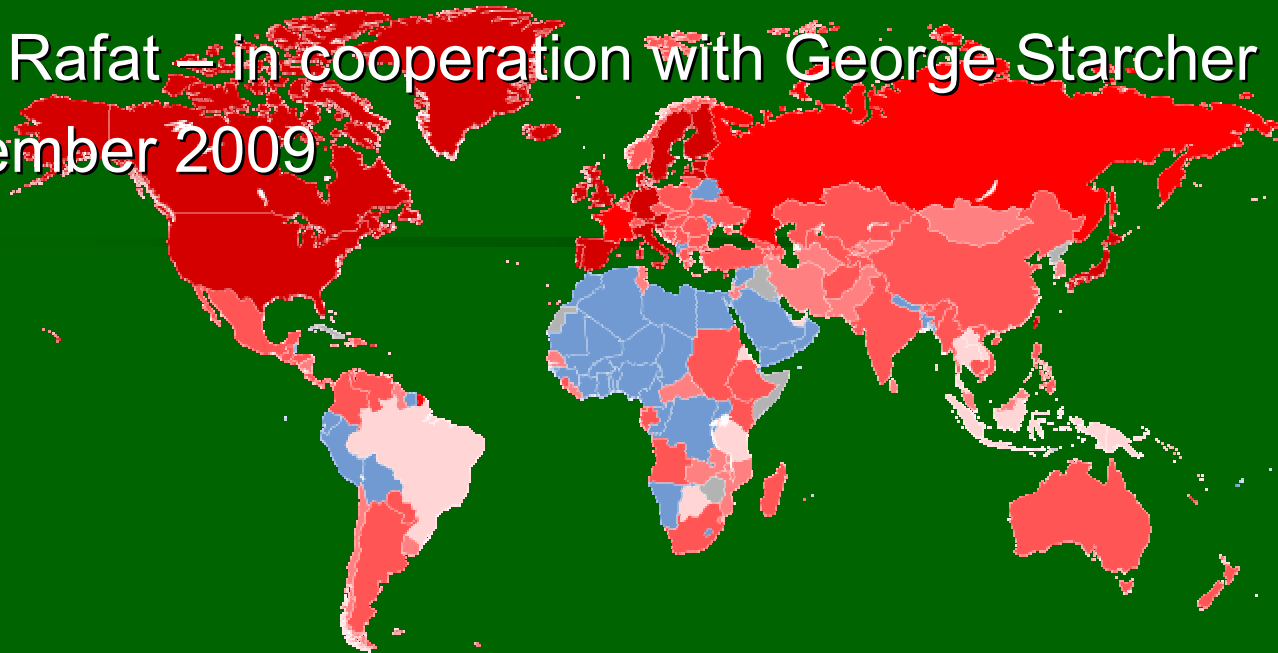 Rafat – in cooperation with George Starcher
ember 2009